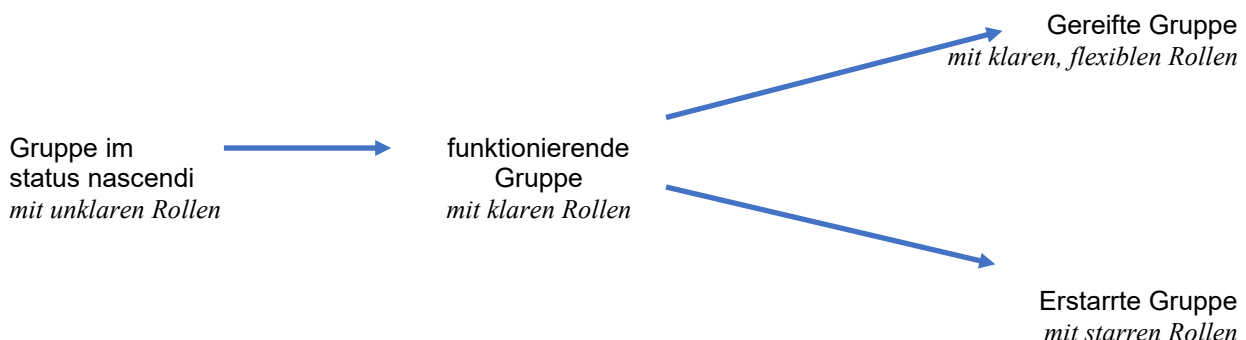 Gereifte Gruppe
mit klaren, flexiblen Rollen
Gruppe im
status nascendi
mit unklaren Rollen
funktionierende
Gruppe
mit klaren Rollen
Erstarrte Gruppe
mit starren Rollen